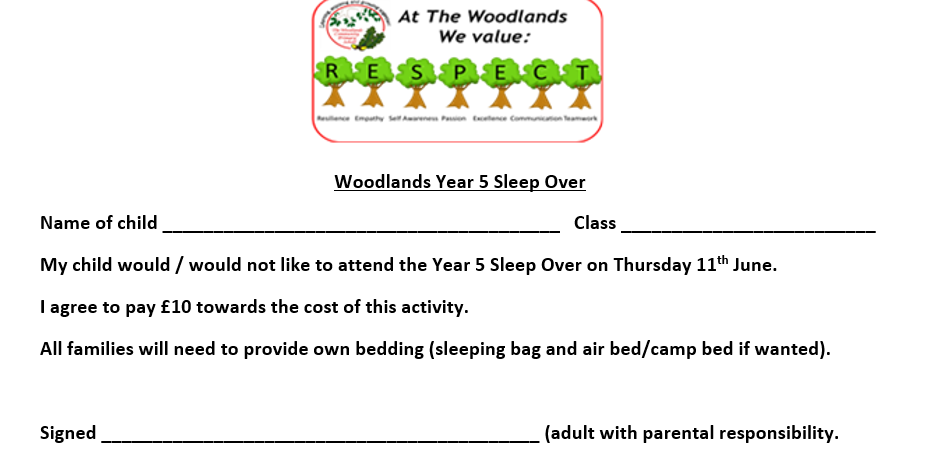 At The Woodlands
We value:
R E S P E C T
Resilience Empathy Self Awareness Passion Excellence Communication Teamwork
Woodlands Year 5 Sleep Over
Name of child ______________________________________ Class ________________________
My child would / would not like to attend the Year 5 Sleep Over on Thursday 11th June.
I agree to pay £10 towards the cost of this activity.
All families will need to provide own bedding (sleeping bag and air bed/camp bed if wanted).
Signed __________________________________________ (adult with parental responsibility.